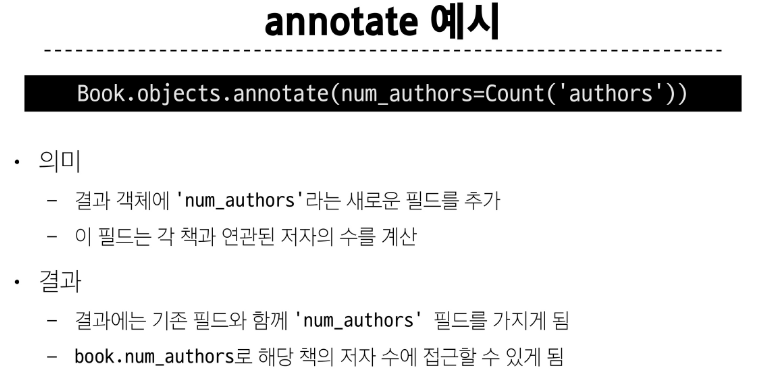 annotate 예시
Book.objects.annotate(num_authors=Count('authors'))
• 의미
– 결과 객체에 'num_authors'라는 새로운 필드를 추가
– 이 필드는 각 책과 연관된 저자의 수를 계산
• 결과
– 결과에는 기존 필드와 함께 'num_authors' 필드를 가지게 됨
– book.num_authors로 해당 책의 저자 수에 접근할 수 있게 됨